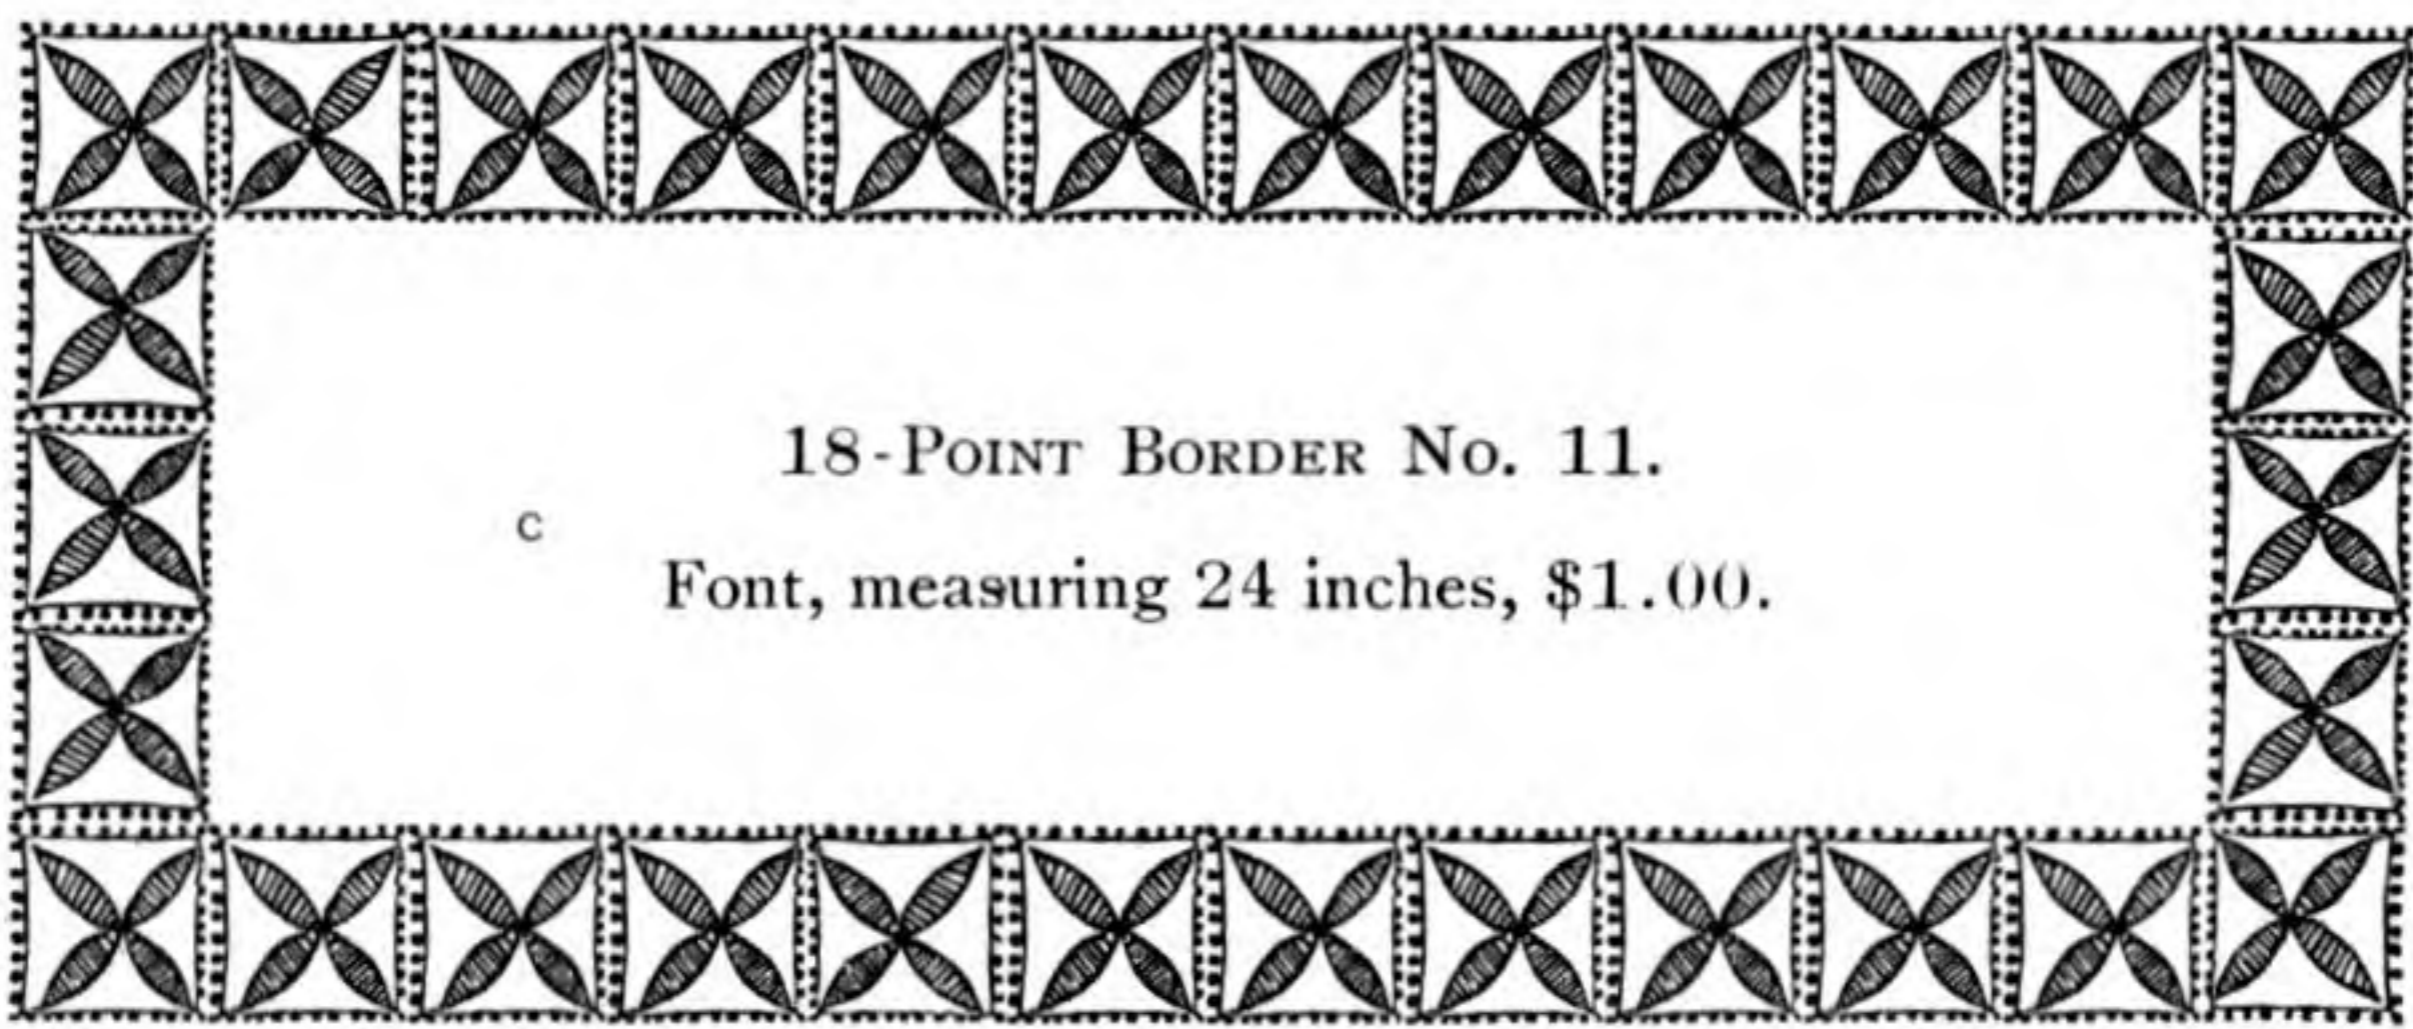 18-Point Border No. 11.
c
Font, measuring 24 inches, $1.00.